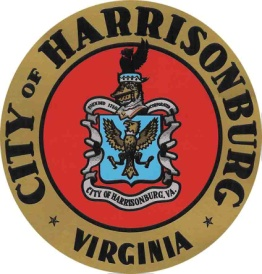 CITY OF HARRISONBURG
CITY OF HARRISONBURG, VA.
VIRGINIA